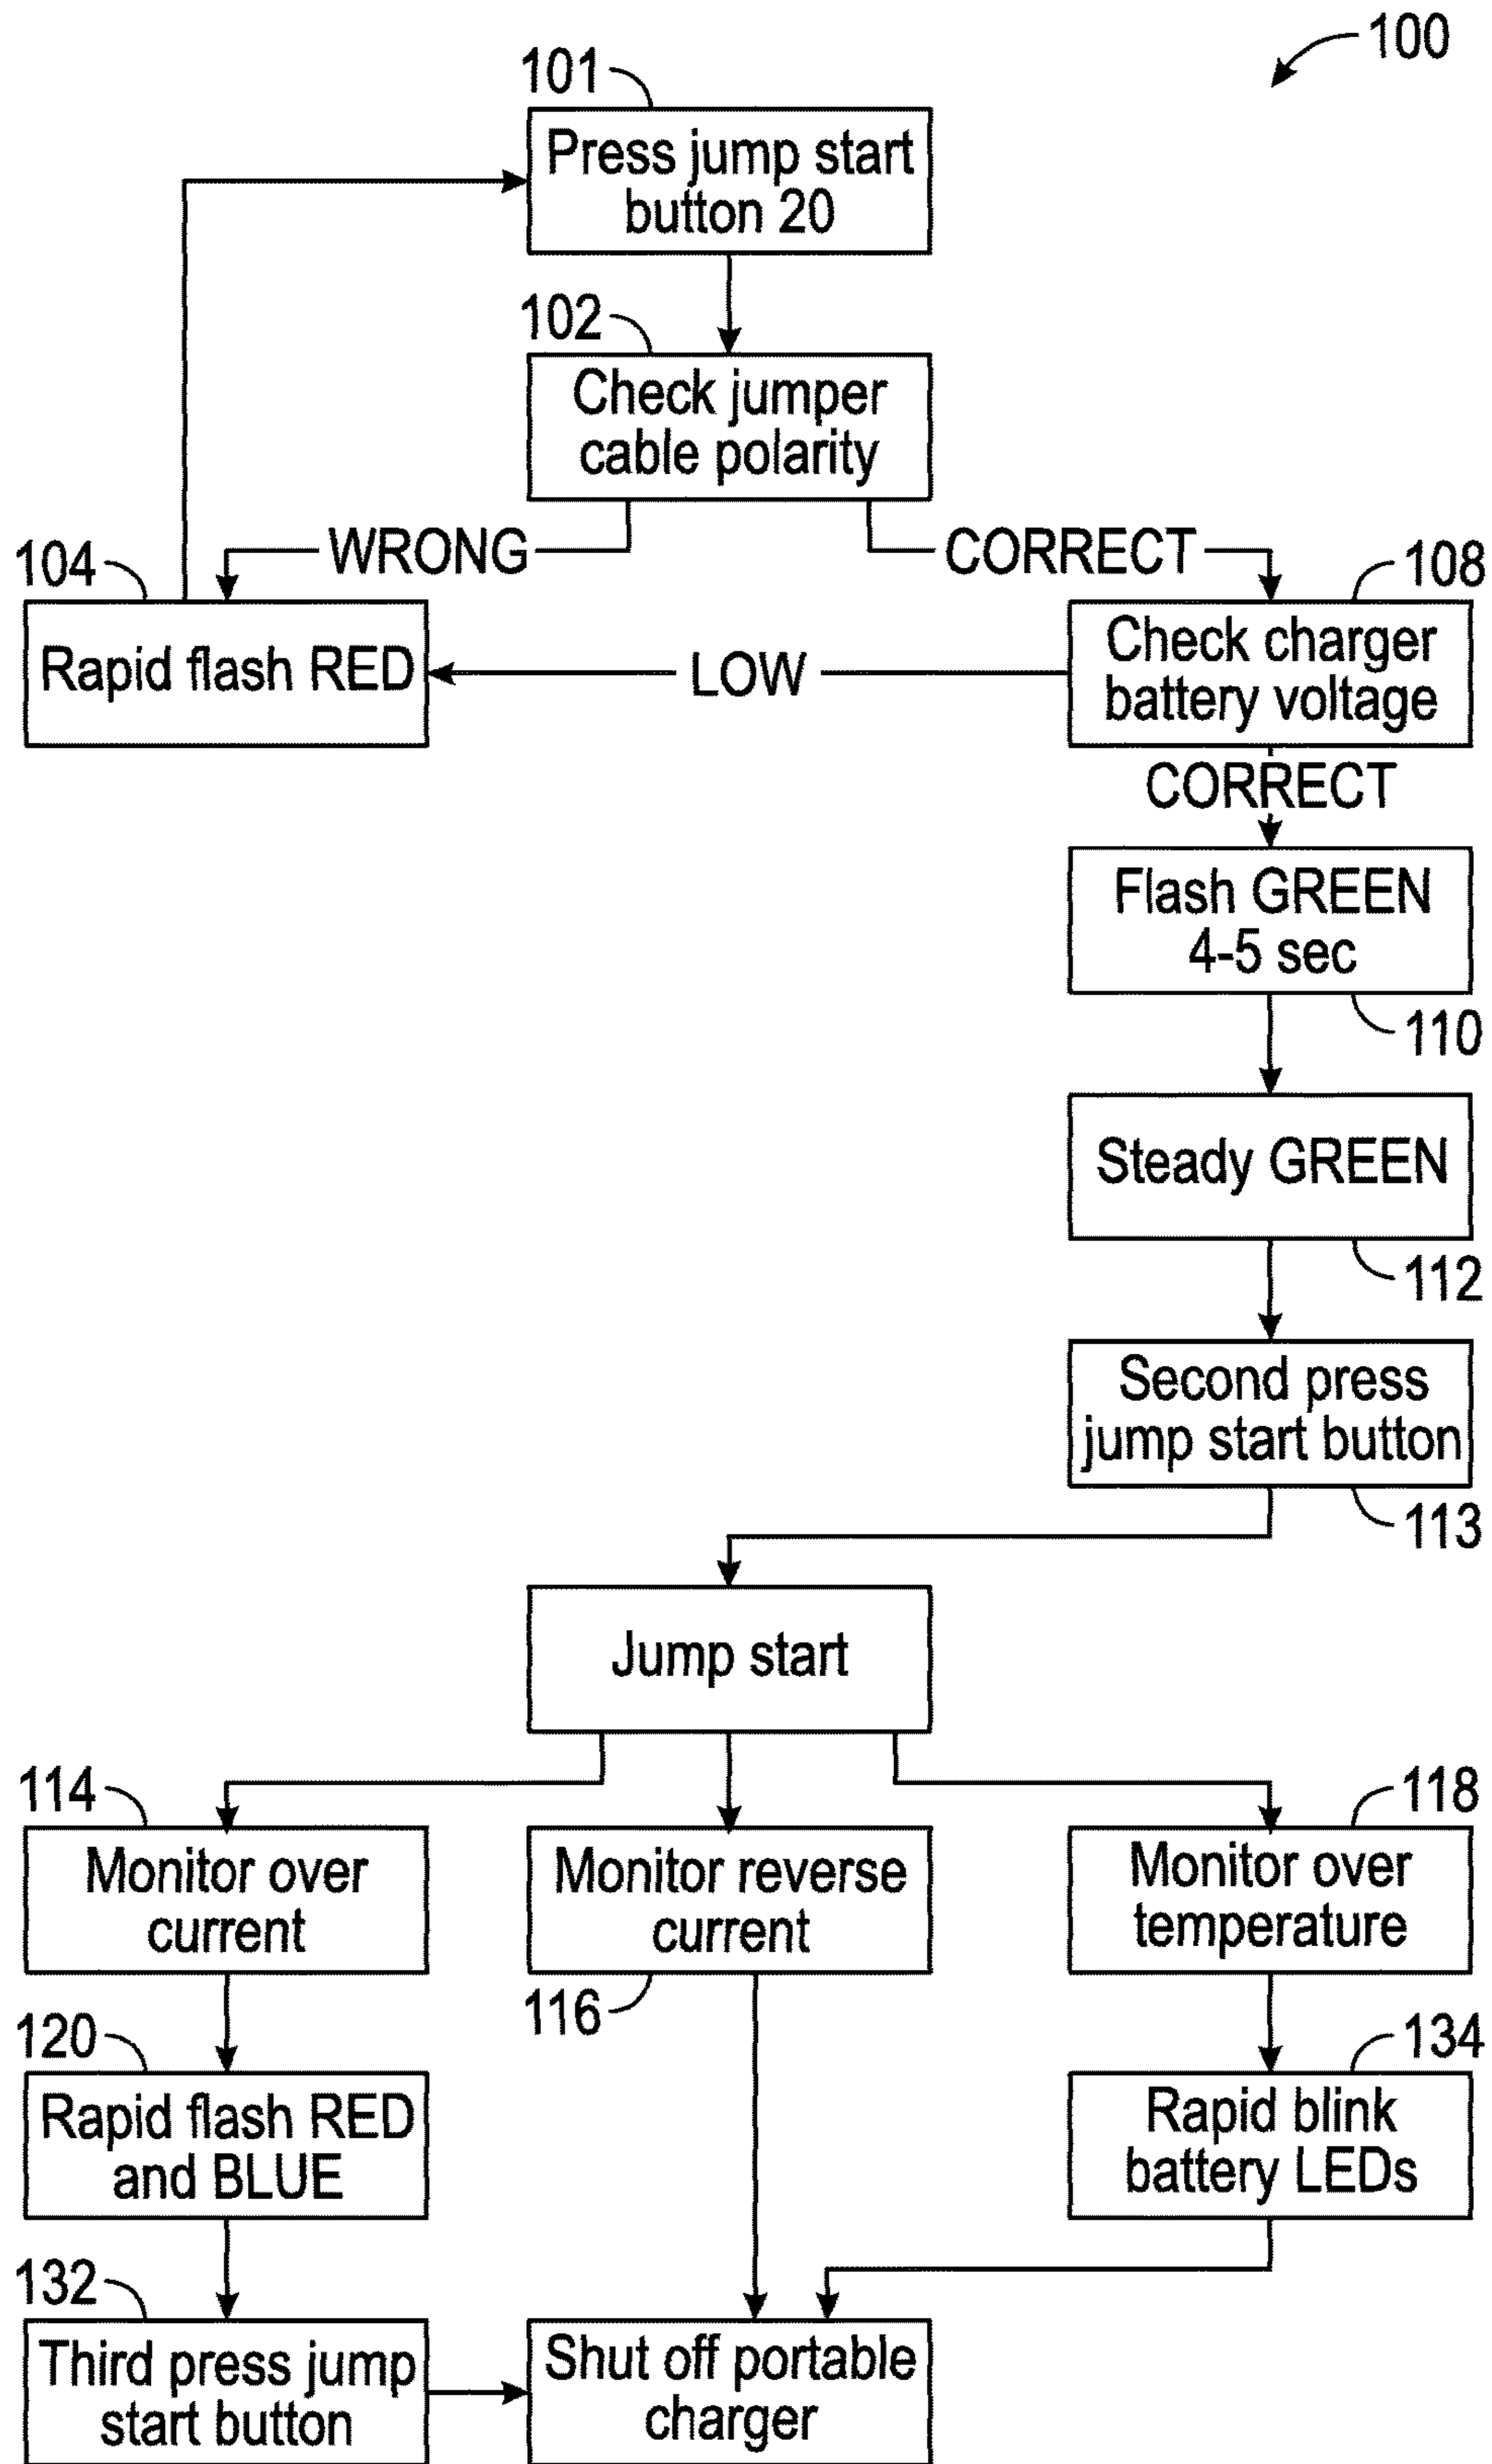 100
101
Press jump start
button 20
102
Check jumper
cable polarity
WRONG
CORRECT
104
Rapid flash RED
LOW
108
Check charger
battery voltage
CORRECT
Flash GREEN
4-5 sec
110
Steady GREEN
112
Second press
jump start button
113
Jump start
114
Monitor over
current
Monitor reverse
current
116
118
Monitor over
temperature
120
Rapid flash RED
and BLUE
134
Rapid blink
battery LEDs
132
Third press jump
start button
Shut off portable
charger